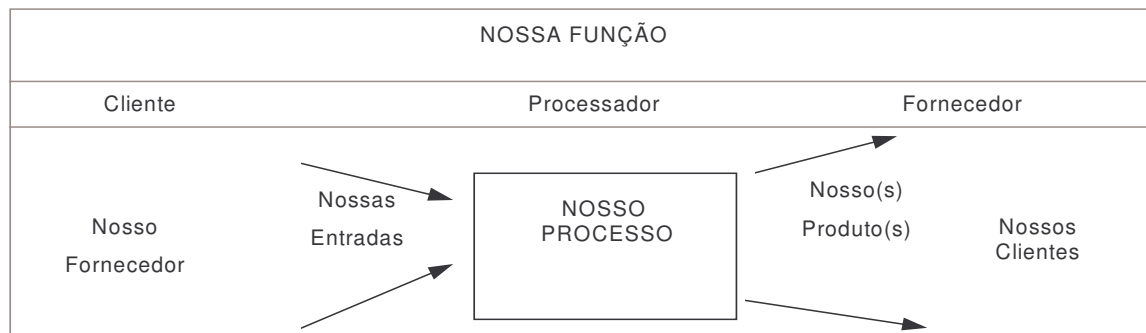 NOSSA FUNÇÃO
Cliente
Processador
Fornecedor
Nosso
Fornecedor
Nossas
Entradas
NOSSO
PROCESSO
Nosso(s)
Produto(s)
Nossos
Clientes